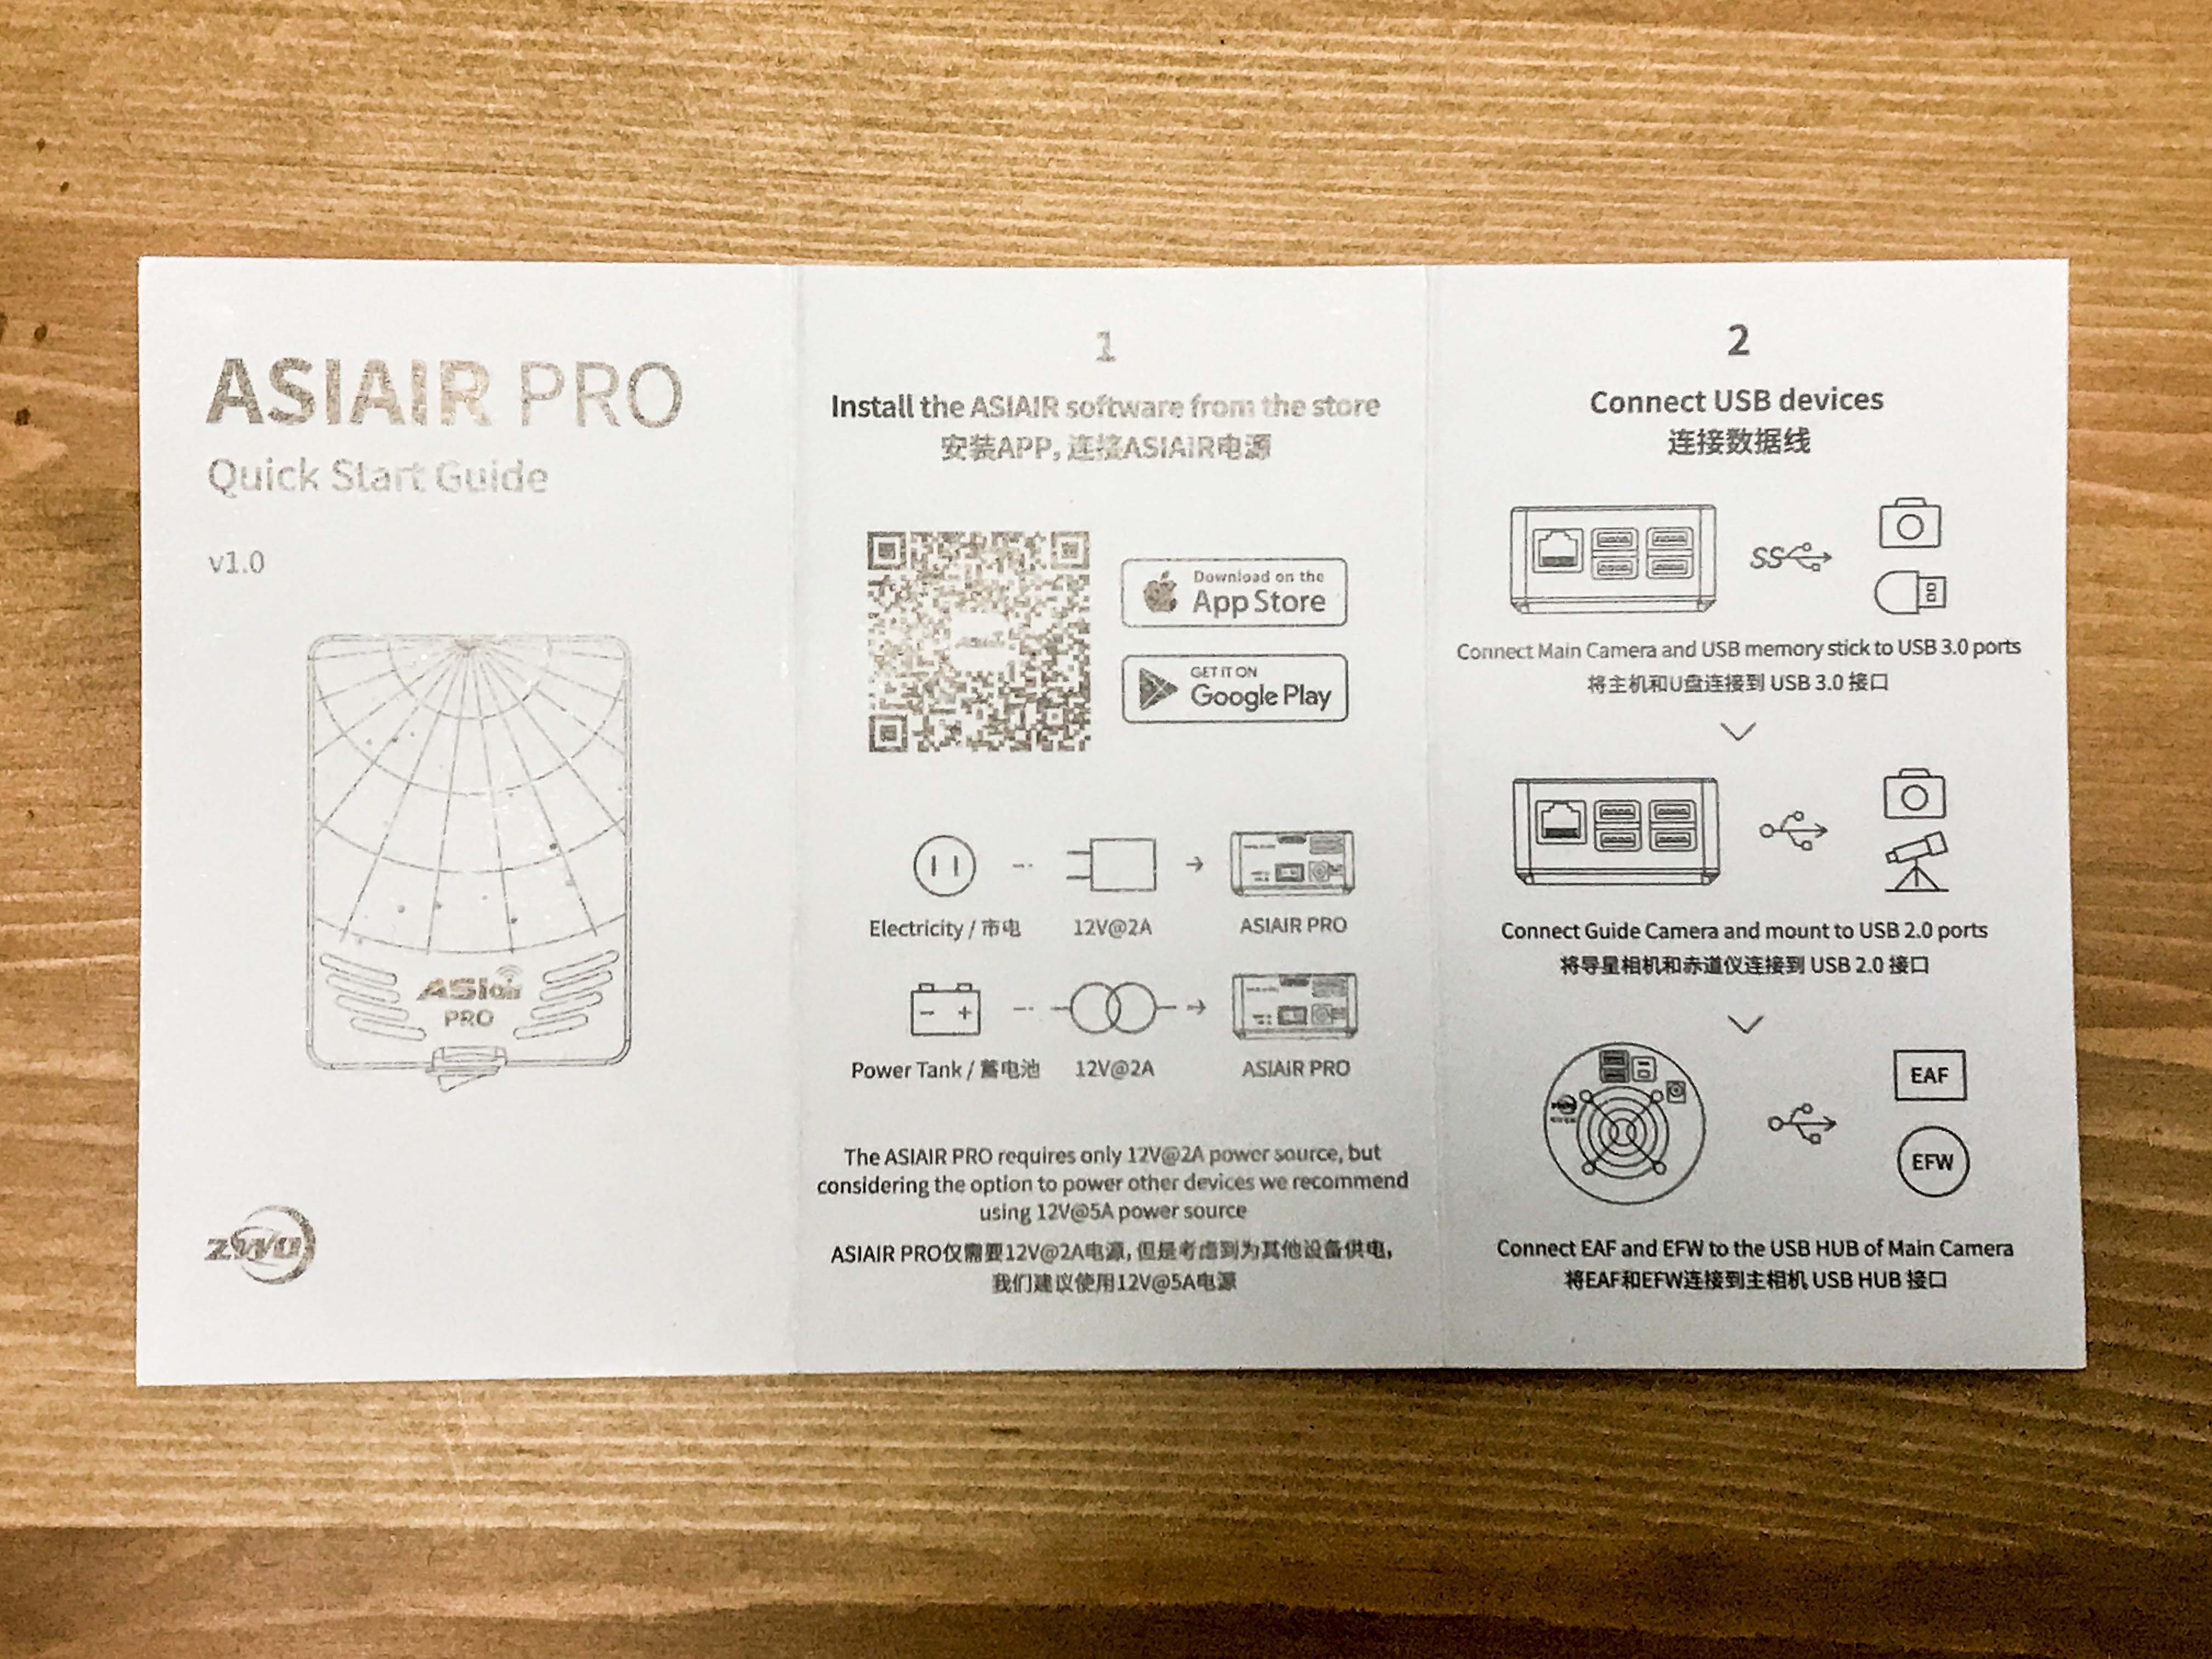 ASIAIR PRO
Quick Start Guide
v1.0
ASIair
PRO
ZWO
1
Install the ASIAIR software from the store
安装APP, 连接ASIAIR电源
Download on the
App Store
GET IT ON
Google Play
Electricity / 市电
12V@2A
ASIAIR PRO
Power Tank / 蓄电池
12V@2A
ASIAIR PRO
The ASIAIR PRO requires only 12V@2A power source, but
considering the option to power other devices we recommend
using 12V@5A power source
ASIAIR PRO仅需要12V@2A电源, 但是考虑到为其他设备供电,
我们建议使用12V@5A电源
2
Connect USB devices
连接数据线
SS
Connect Main Camera and USB memory stick to USB 3.0 ports
将主机和U盘连接到 USB 3.0 接口
Connect Guide Camera and mount to USB 2.0 ports
将导星相机和赤道仪连接到 USB 2.0 接口
EAF
EFW
Connect EAF and EFW to the USB HUB of Main Camera
将EAF和EFW连接到主相机 USB HUB 接口